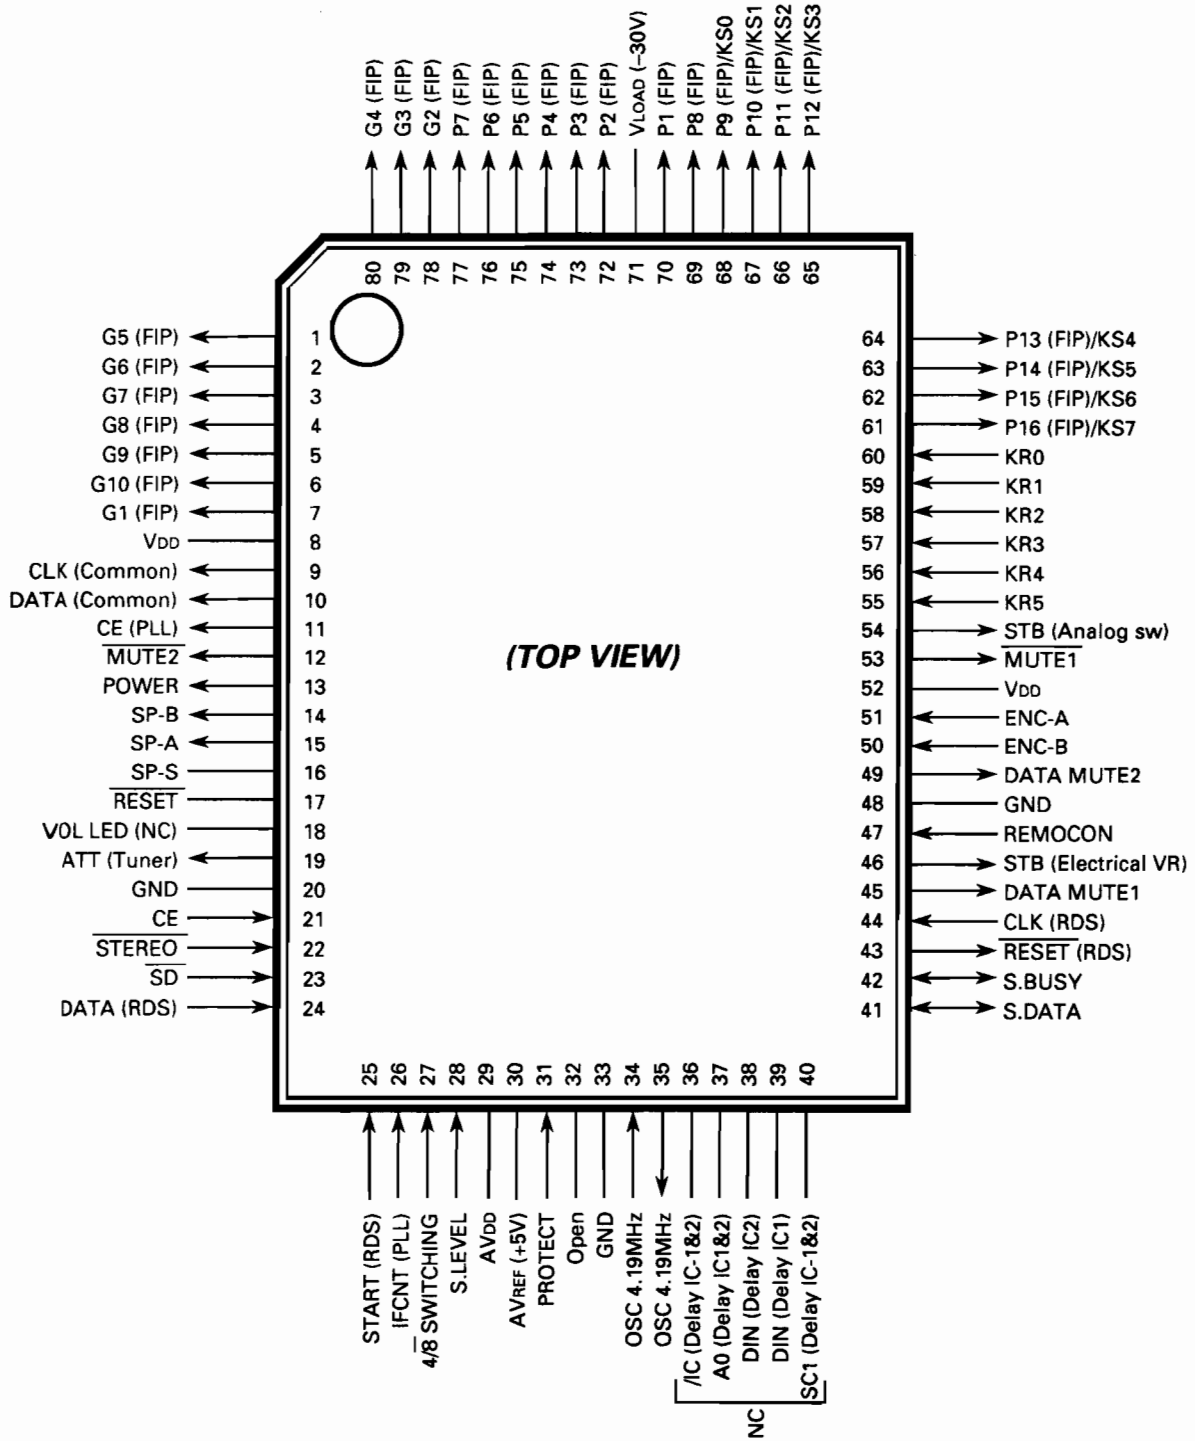 G4 (FIP)
G3 (FIP)
G2 (FIP)
P7 (FIP)
P6 (FIP)
P5 (FIP)
P4 (FIP)
P3 (FIP)
P2 (FIP)
VLOAD (–30V)
P1 (FIP)
P8 (FIP)
P9 (FIP)/KS0
P10 (FIP)/KS1
P11 (FIP)/KS2
P12 (FIP)/KS3
80 79 78 77 76 75 74 73 72 71 70 69 68 67 66 65
G5 (FIP) 1
G6 (FIP) 2
G7 (FIP) 3
G8 (FIP) 4
G9 (FIP) 5
G10 (FIP) 6
G1 (FIP) 7
VDD 8
CLK (Common) 9
DATA (Common) 10
CE (PLL) 11
MUTE2 12
POWER 13
SP-B 14
SP-A 15
SP-S 16
RESET 17
VOL LED (NC) 18
ATT (Tuner) 19
GND 20
CE 21
STEREO 22
SD 23
DATA (RDS) 24
(TOP VIEW)
64 P13 (FIP)/KS4
63 P14 (FIP)/KS5
62 P15 (FIP)/KS6
61 P16 (FIP)/KS7
60 KR0
59 KR1
58 KR2
57 KR3
56 KR4
55 KR5
54 STB (Analog sw)
53 MUTE1
52 VDD
51 ENC-A
50 ENC-B
49 DATA MUTE2
48 GND
47 REMOCON
46 STB (Electrical VR)
45 DATA MUTE1
44 CLK (RDS)
43 RESET (RDS)
42 S.BUSY
41 S.DATA
25 26 27 28 29 30 31 32 33 34 35 36 37 38 39 40
START (RDS)
IFCNT (PLL)
4/8 SWITCHING
S.LEVEL
AVDD
AVREF (+5V)
PROTECT
Open
GND
OSC 4.19MHz
OSC 4.19MHz
/IC (Delay IC-1&2)
A0 (Delay IC1&2)
DIN (Delay IC2)
DIN (Delay IC1)
SC1 (Delay IC-1&2)
NC